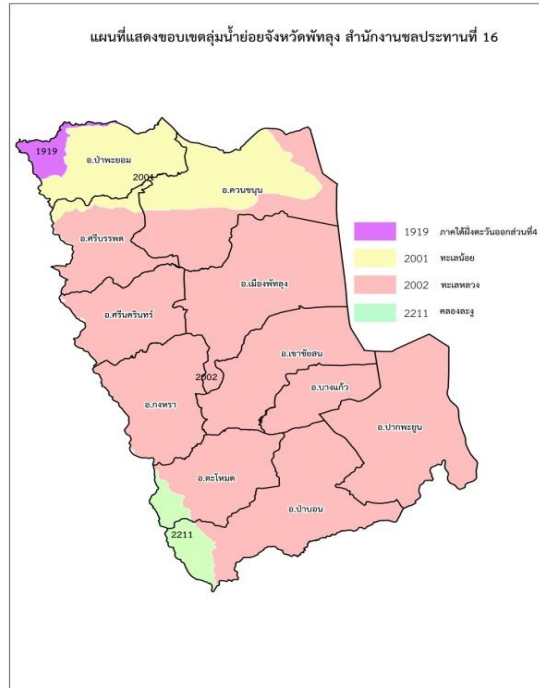 แผนที่แสดงขอบเขตลุ่มน้ำย่อยจังหวัดพัทลุง สำนักงานชลประทานที่ 16
1919
อ.ป่าพะยอม
2001
อ.ควนขนุน
อ.ศรีบรรพต
1919 ภาคใต้ฝั่งตะวันออกส่วนที่4
2001 ทะเลน้อย
2002 ทะเลหลวง
2211 คลองละงู
อ.เมืองพัทลุง
อ.ศรีนครินทร์
อ.เขาชัยสน
2002
อ.บางแก้ว
อ.กงหรา
อ.ปากพะยูน
อ.ตะโหมด
อ.ป่าบอน
2211